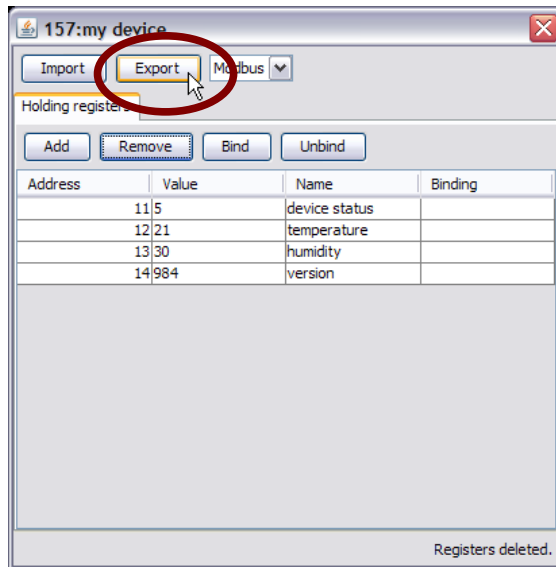 157:my device
Import Export Modbus
Holding registers
Add Remove Bind Unbind
Address Value Name Binding
11 5 device status
12 21 temperature
13 30 humidity
14 984 version
Registers deleted.